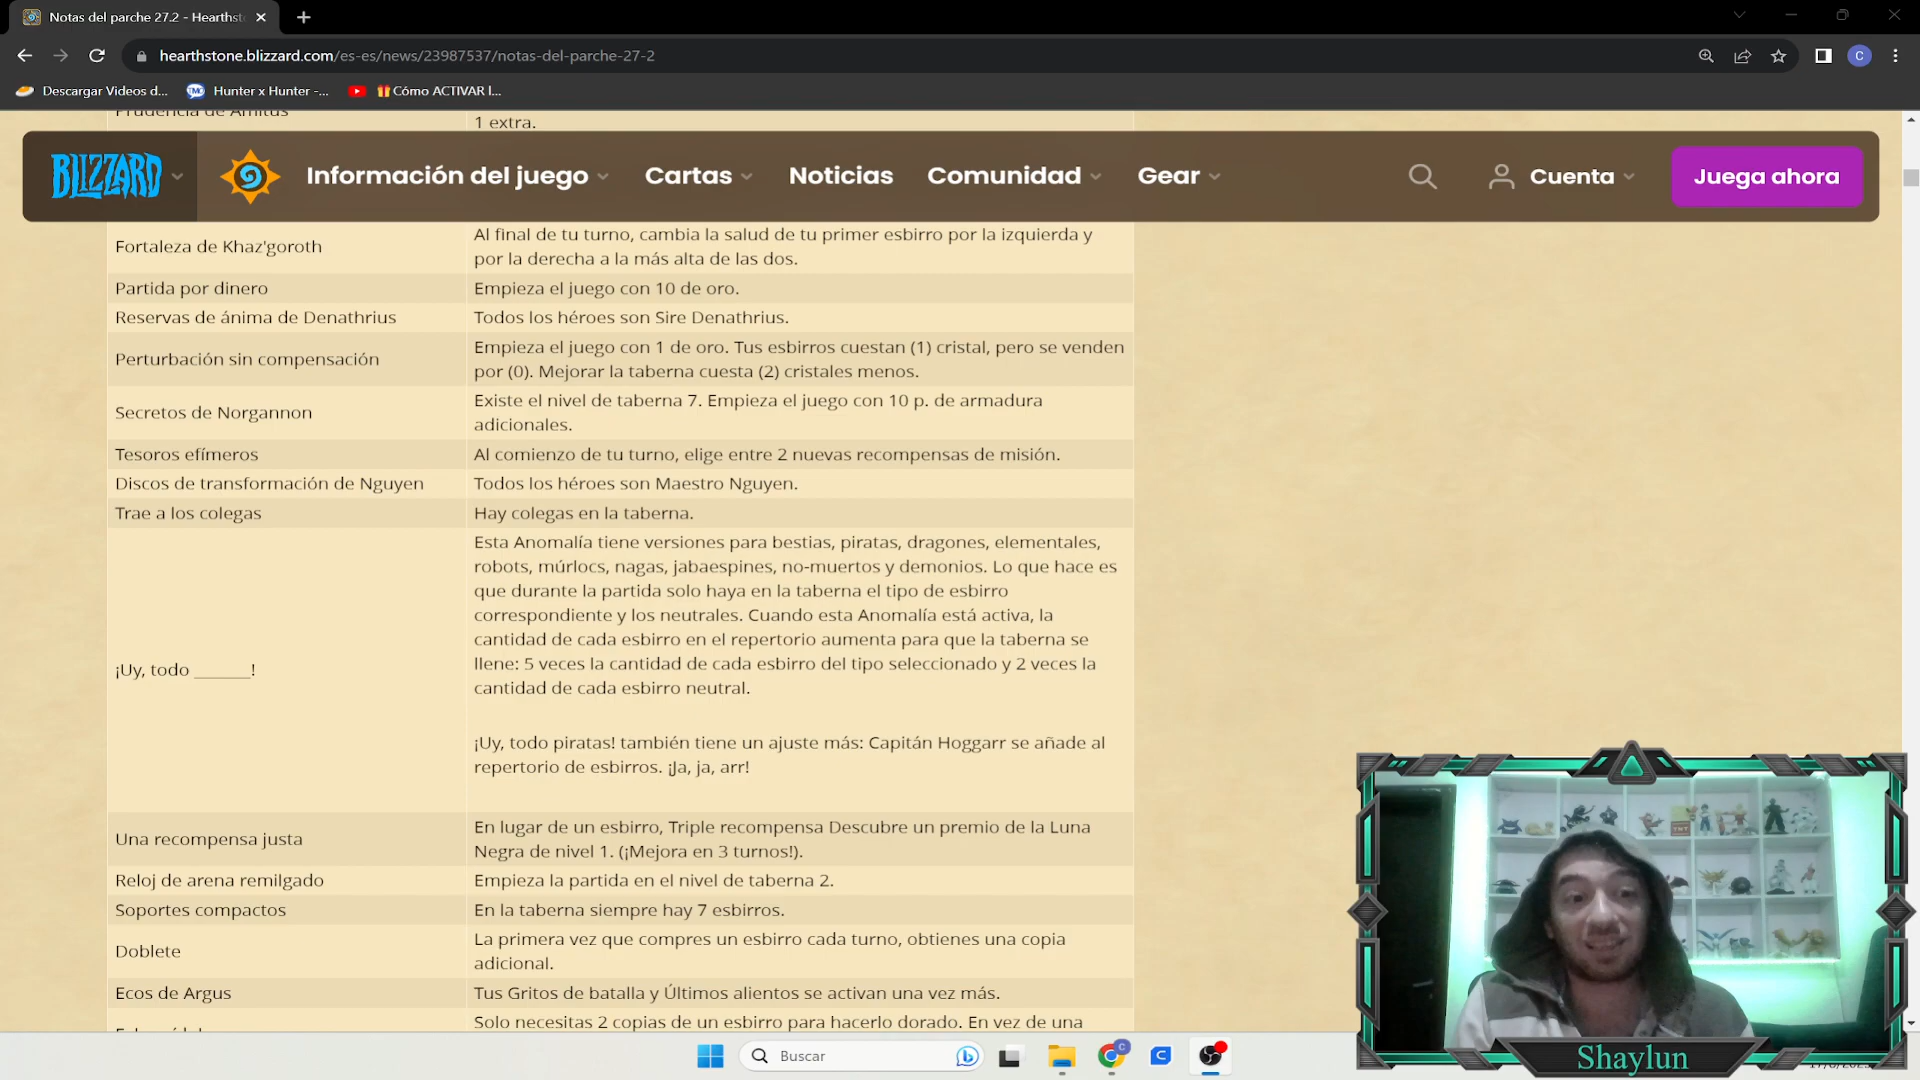 Notas del parche 27.2 - Hearthst
hearthstone.blizzard.com/es-es/news/23987537/notas-del-parche-27-2
C
Descargar Videos d...
Hunter x Hunter -...
Cómo ACTIVAR l...
Prudencia de Amitus
1 extra.
BLIZZARD
Información del juego
Cartas
Noticias
Comunidad
Gear
Cuenta
Juega ahora
Fortaleza de Khaz'goroth
Al final de tu turno, cambia la salud de tu primer esbirro por la izquierda y
por la derecha a la más alta de las dos.
Partida por dinero
Empieza el juego con 10 de oro.
Reservas de ánima de Denathrius
Todos los héroes son Sire Denathrius.
Perturbación sin compensación
Empieza el juego con 1 de oro. Tus esbirros cuestan (1) cristal, pero se venden
por (0). Mejorar la taberna cuesta (2) cristales menos.
Secretos de Norgannon
Existe el nivel de taberna 7. Empieza el juego con 10 p. de armadura
adicionales.
Tesoros efímeros
Al comienzo de tu turno, elige entre 2 nuevas recompensas de misión.
Discos de transformación de Nguyen
Todos los héroes son Maestro Nguyen.
Trae a los colegas
Hay colegas en la taberna.
¡Uy, todo ______!
Esta Anomalía tiene versiones para bestias, piratas, dragones, elementales,
robots, múrlocs, nagas, jabaespines, no-muertos y demonios. Lo que hace es
que durante la partida solo haya en la taberna el tipo de esbirro
correspondiente y los neutrales. Cuando esta Anomalía está activa, la
cantidad de cada esbirro en el repertorio aumenta para que la taberna se
llene: 5 veces la cantidad de cada esbirro del tipo seleccionado y 2 veces la
cantidad de cada esbirro neutral.
¡Uy, todo piratas! también tiene un ajuste más: Capitán Hoggarr se añade al
repertorio de esbirros. ¡Ja, ja, arr!
Una recompensa justa
En lugar de un esbirro, Triple recompensa Descubre un premio de la Luna
Negra de nivel 1. (¡Mejora en 3 turnos!).
Reloj de arena remilgado
Empieza la partida en el nivel de taberna 2.
Soportes compactos
En la taberna siempre hay 7 esbirros.
Doblete
La primera vez que compres un esbirro cada turno, obtienes una copia
adicional.
Ecos de Argus
Tus Gritos de batalla y Últimos alientos se activan una vez más.
Solo necesitas 2 copias de un esbirro para hacerlo dorado. En vez de una
Buscar
TNT
Shaylun